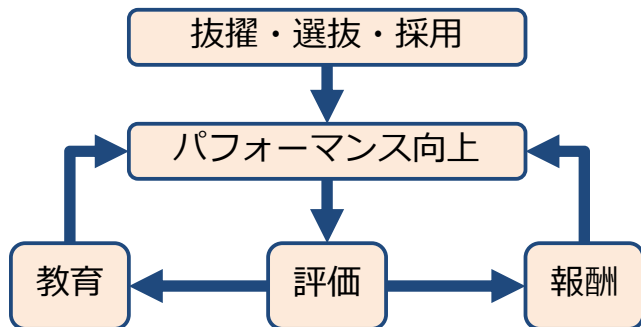 抜擢・選抜・採用
パフォーマンス向上
教育
評価
報酬